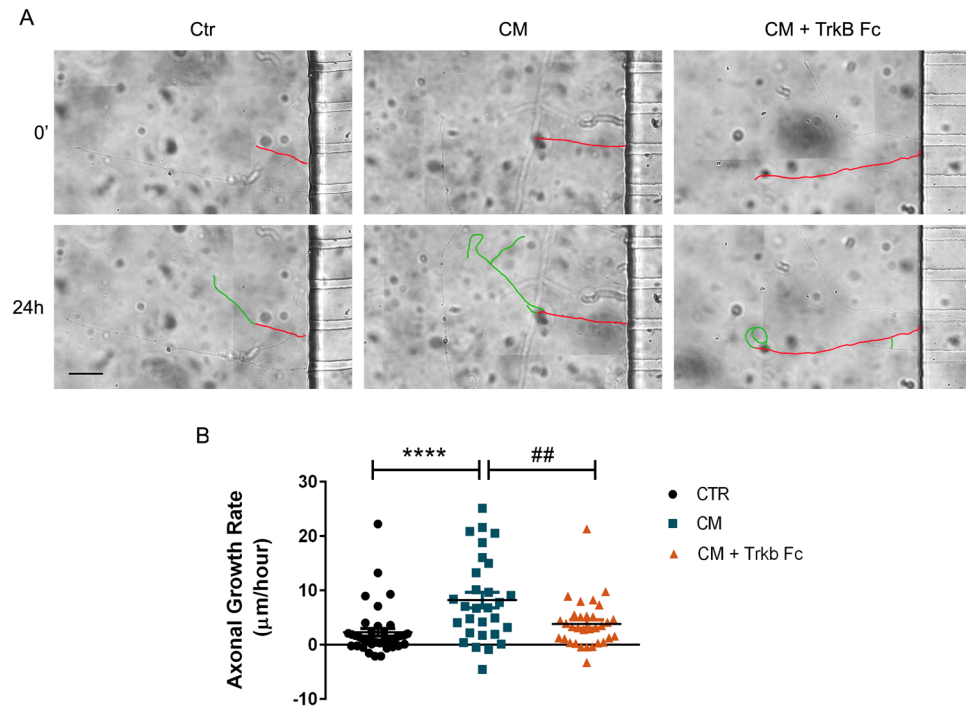 A
Ctr
CM
CM + TrkB Fc
0'
24h
B
****
##
30
20
10
0
-10
Axonal Growth Rate
(μm/hour)
CTR
CM
CM + Trkb Fc